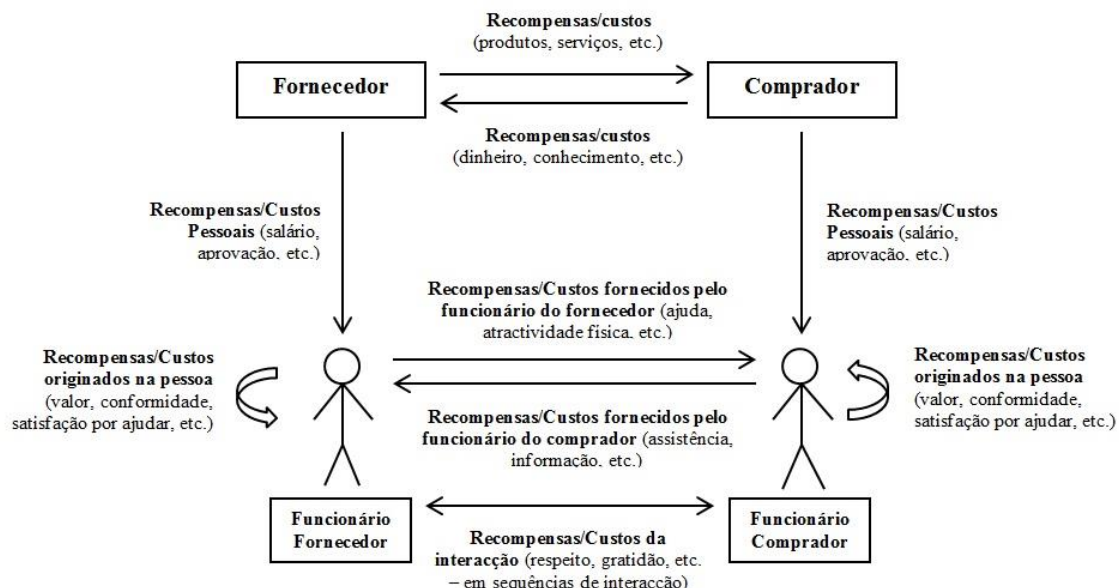 Recompensas/custos
(produtos, serviços, etc.)
Fornecedor
Comprador
Recompensas/custos
(dinheiro, conhecimento, etc.)
Recompensas/Custos
Pessoais (salário,
aprovação, etc.)
Recompensas/Custos
Pessoais (salário,
aprovação, etc.)
Recompensas/Custos fornecidos pelo
funcionário do fornecedor (ajuda,
atractividade física, etc.)
Recompensas/Custos
originados na pessoa
(valor, conformidade,
satisfação por ajudar, etc.)
Recompensas/Custos
originados na pessoa
(valor, conformidade,
satisfação por ajudar, etc.)
Recompensas/Custos fornecidos pelo
funcionário do comprador (assistência,
informação, etc.)
Funcionário
Fornecedor
Funcionário
Comprador
Recompensas/Custos da
interacção (respeito, gratidão, etc.
– em sequências de interacção)